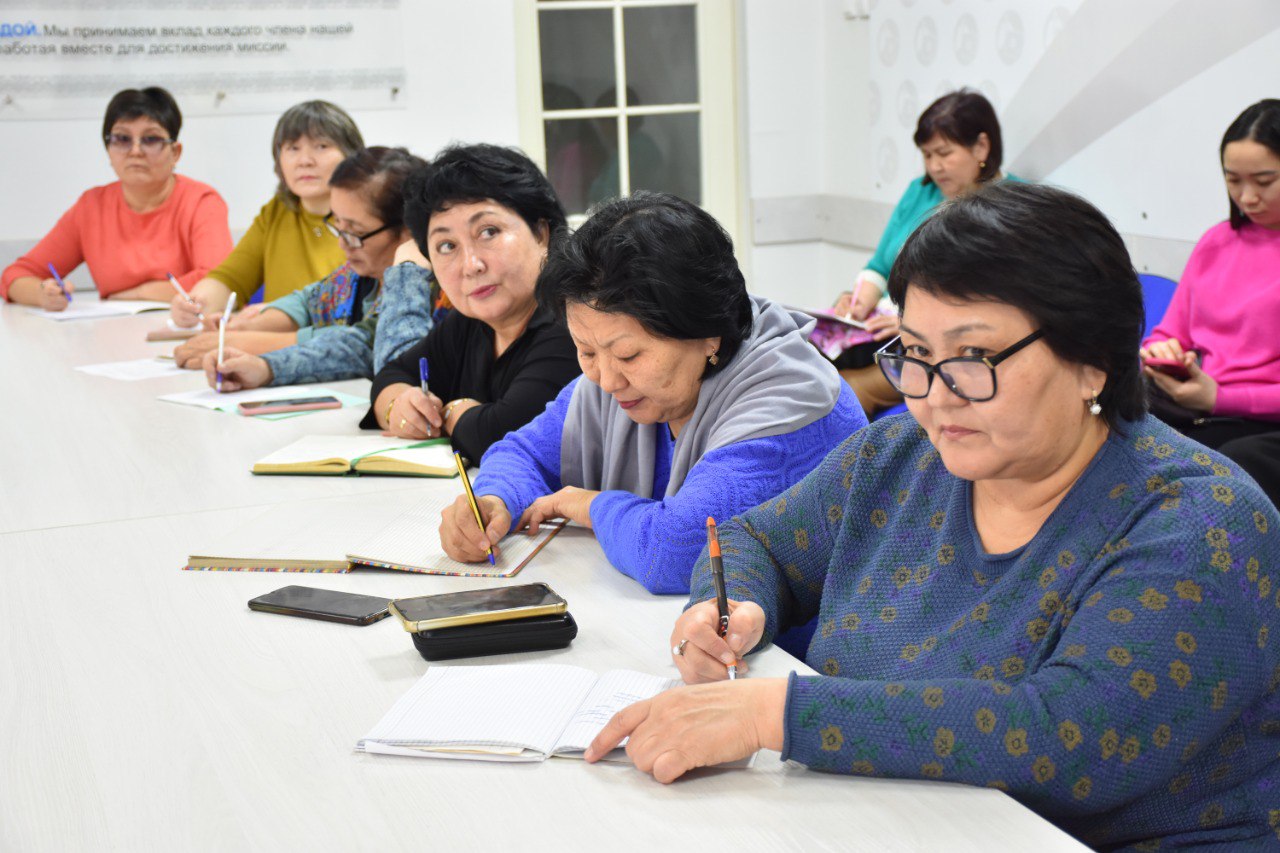 ДОЙ. Мы принимаем вклад каждого члена нашей
работая вместе для достижения миссии.